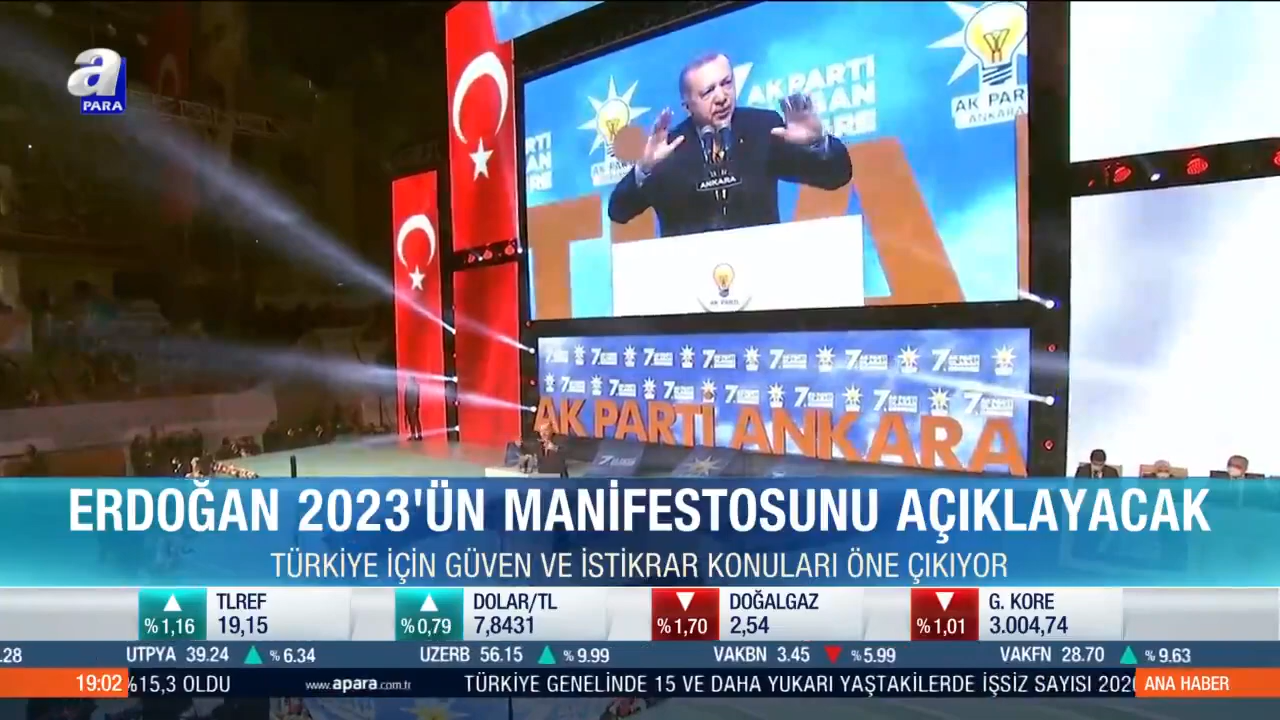 a
PARA
AK PARTİ
AK PARTİ
ANKARA
ANKARA
AK PARTİ
AK PARTİ ANKARA
ERDOĞAN 2023'ÜN MANİFESTOSUNU AÇIKLAYACAK
TÜRKİYE İÇİN GÜVEN VE İSTİKRAR KONULARI ÖNE ÇIKIYOR
%1,16 TLREF 19,15
%0,79 DOLAR/TL 7,8431
%1,70 DOĞALGAZ 2,54
%1,01 G. KORE 3.004,74
.28 UTPYA 39.24 %6.34 UZERB 56.15 %9.99 VAKBN 3.45 %5.99 VAKFN 28.70 %9.63
19:02 %15,3 OLDU www.apara.com.tr TÜRKİYE GENELİNDE 15 VE DAHA YUKARI YAŞTAKİLERDE İŞSİZ SAYISI 202 ANA HABER